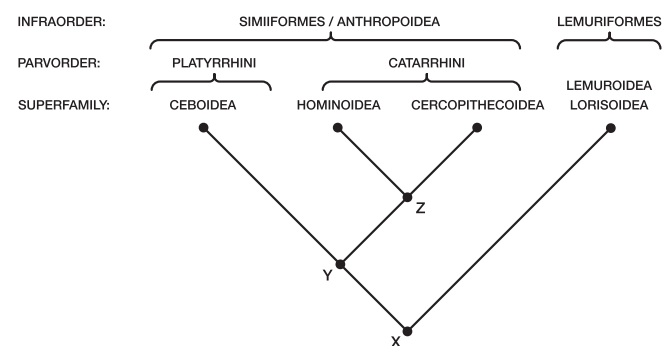 INFRAORDER: SIMIIFORMES / ANTHROPOIDEA LEMURIFORMES
PARVORDER: PLATYRRHINI CATARRHINI
LEMUROIDEA
SUPERFAMILY: CEBOIDEA HOMINOIDEA CERCOPITHECOIDEA LORISOIDEA
Z
Y
X